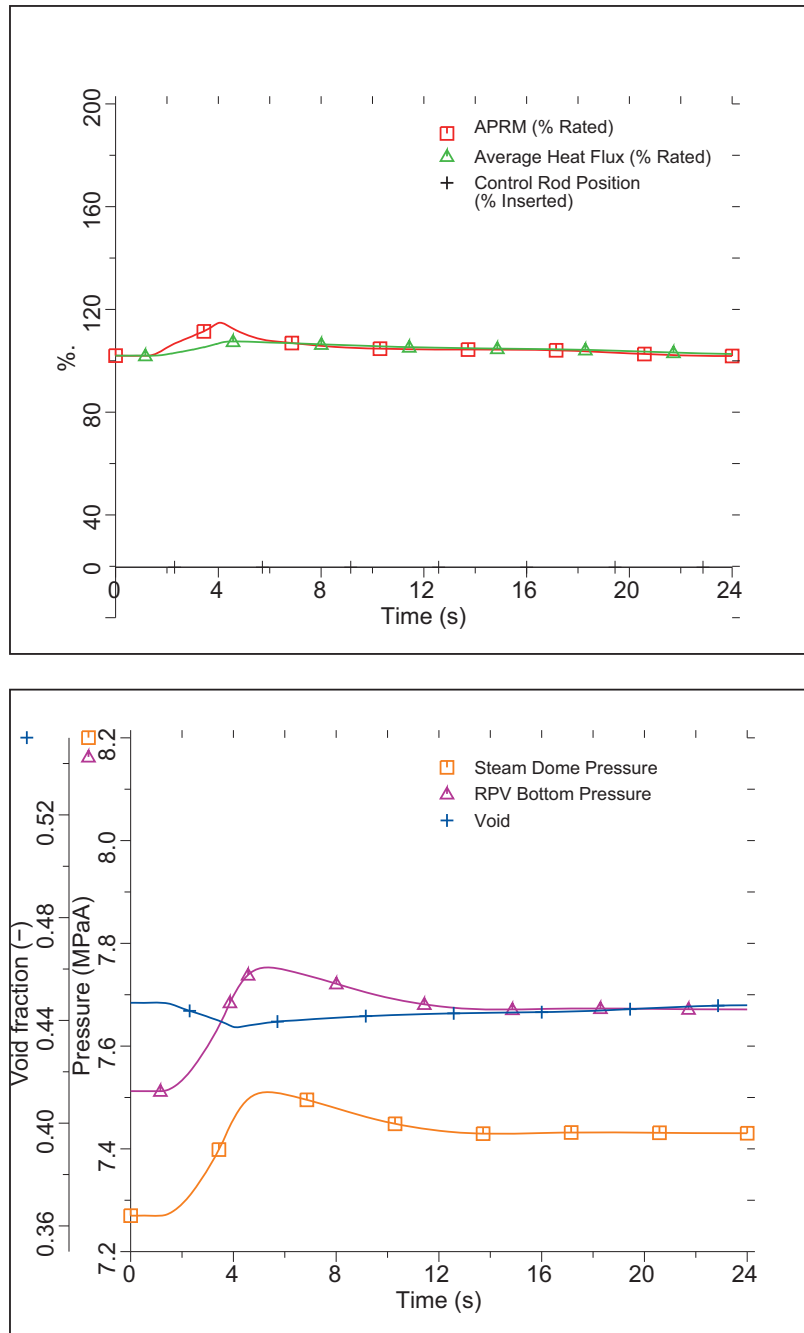 200
160
120
80
40
0
%.
APRM (% Rated)
Average Heat Flux (% Rated)
Control Rod Position
(% Inserted)
0 4 8 12 16 20 24
Time (s)
Void fraction (−)
0.52
0.48
0.44
0.40
0.36
Pressure (MPaA)
8.2
8.0
7.8
7.6
7.4
7.2
Steam Dome Pressure
RPV Bottom Pressure
Void
0 4 8 12 16 20 24
Time (s)